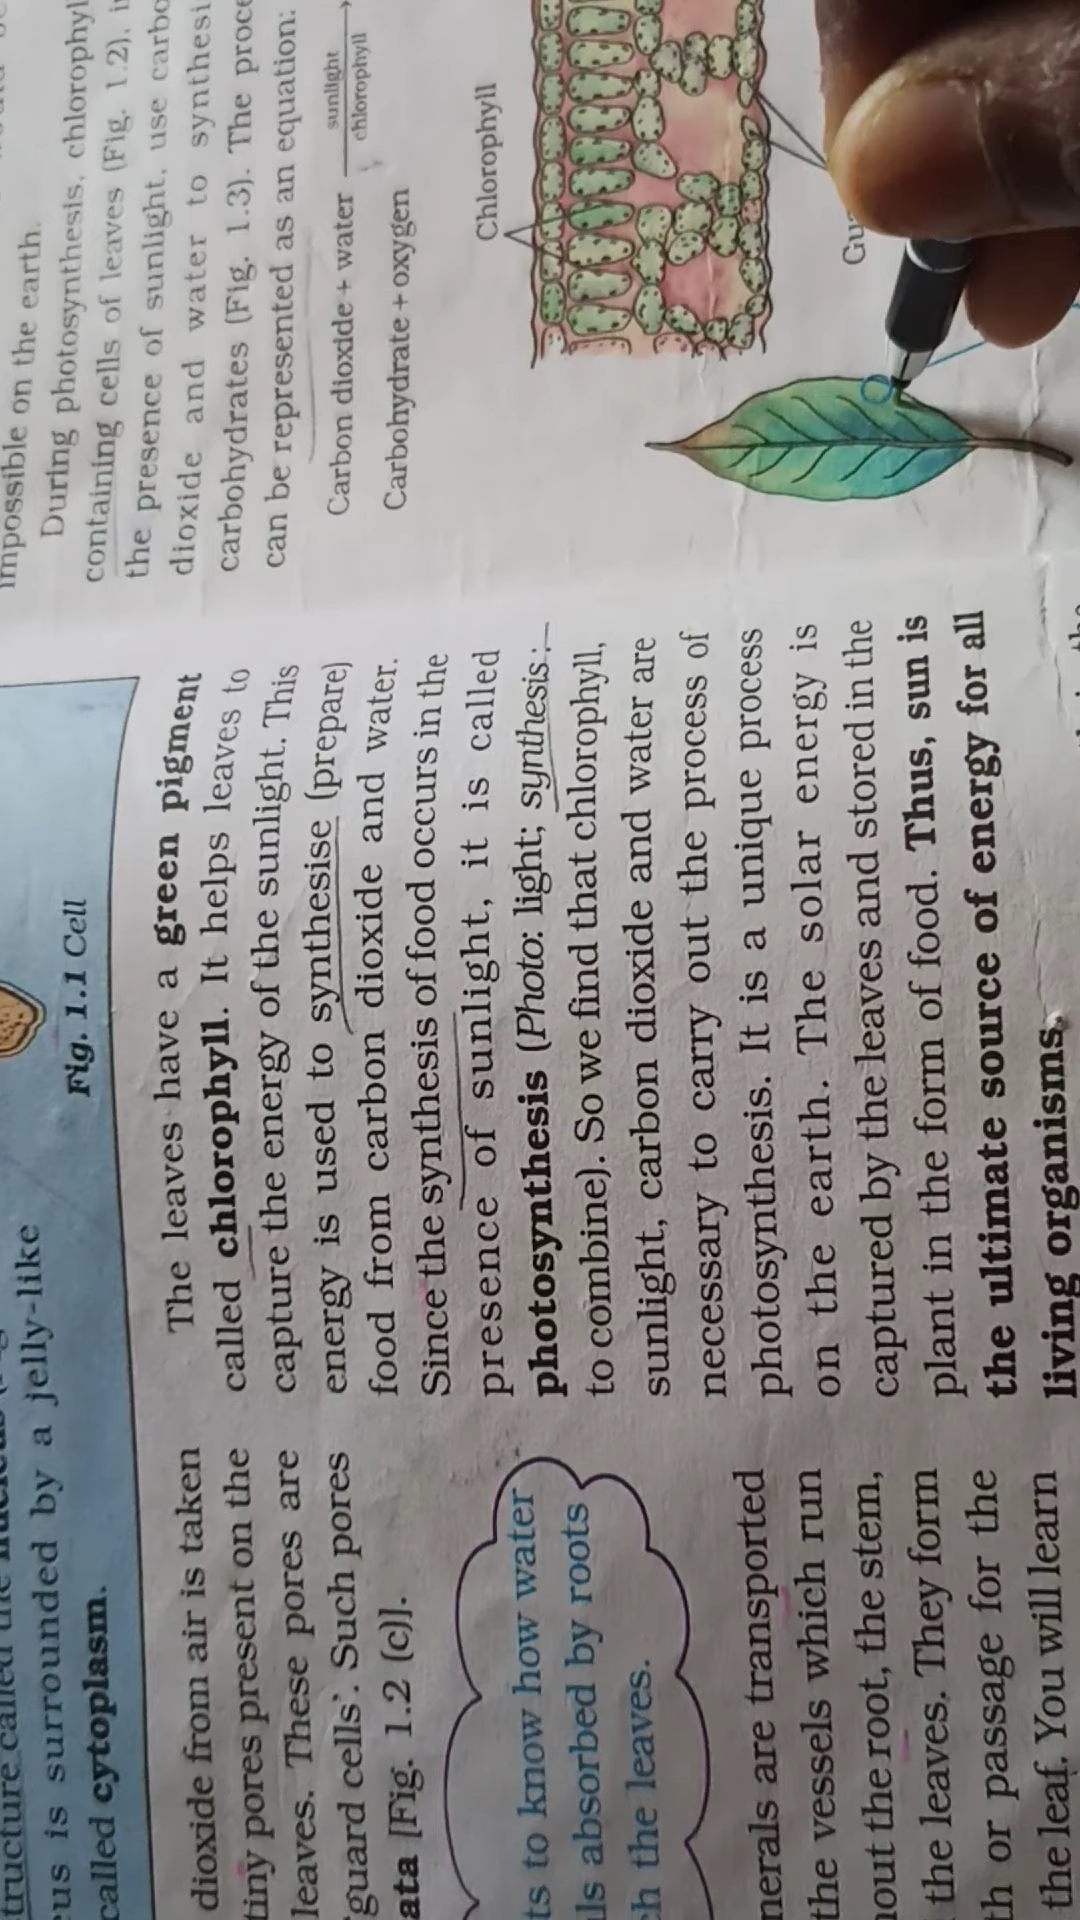 tructure called the
us is surrounded by a jelly-like
called cytoplasm.
Fig. 1.1 Cell
dioxide from air is taken
tiny pores present on the
leaves. These pores are
'guard cells'. Such pores
ata [Fig. 1.2 (c)].
ts to know how water
ls absorbed by roots
ch the leaves.
nerals are transported
the vessels which run
hout the root, the stem,
the leaves. They form
th or passage for the
the leaf. You will learn
The leaves have a green pigment
called chlorophyll. It helps leaves to
capture the energy of the sunlight. This
energy is used to synthesise (prepare)
food from carbon dioxide and water.
Since the synthesis of food occurs in the
presence of sunlight, it is called
photosynthesis (Photo: light; synthesis :
to combine). So we find that chlorophyll,
sunlight, carbon dioxide and water are
necessary to carry out the process of
photosynthesis. It is a unique process
on the earth. The solar energy is
captured by the leaves and stored in the
plant in the form of food. Thus, sun is
the ultimate source of energy for all
living organisms.
impossible on the earth.
During photosynthesis, chlorophyl
containing cells of leaves (Fig. 1.2), i
the presence of sunlight, use carbo
dioxide and water to synthesi
carbohydrates (Fig. 1.3). The proce
can be represented as an equation:
Carbon dioxide + water sunlight
chlorophyll
Carbohydrate + oxygen
Chlorophyll
Gu